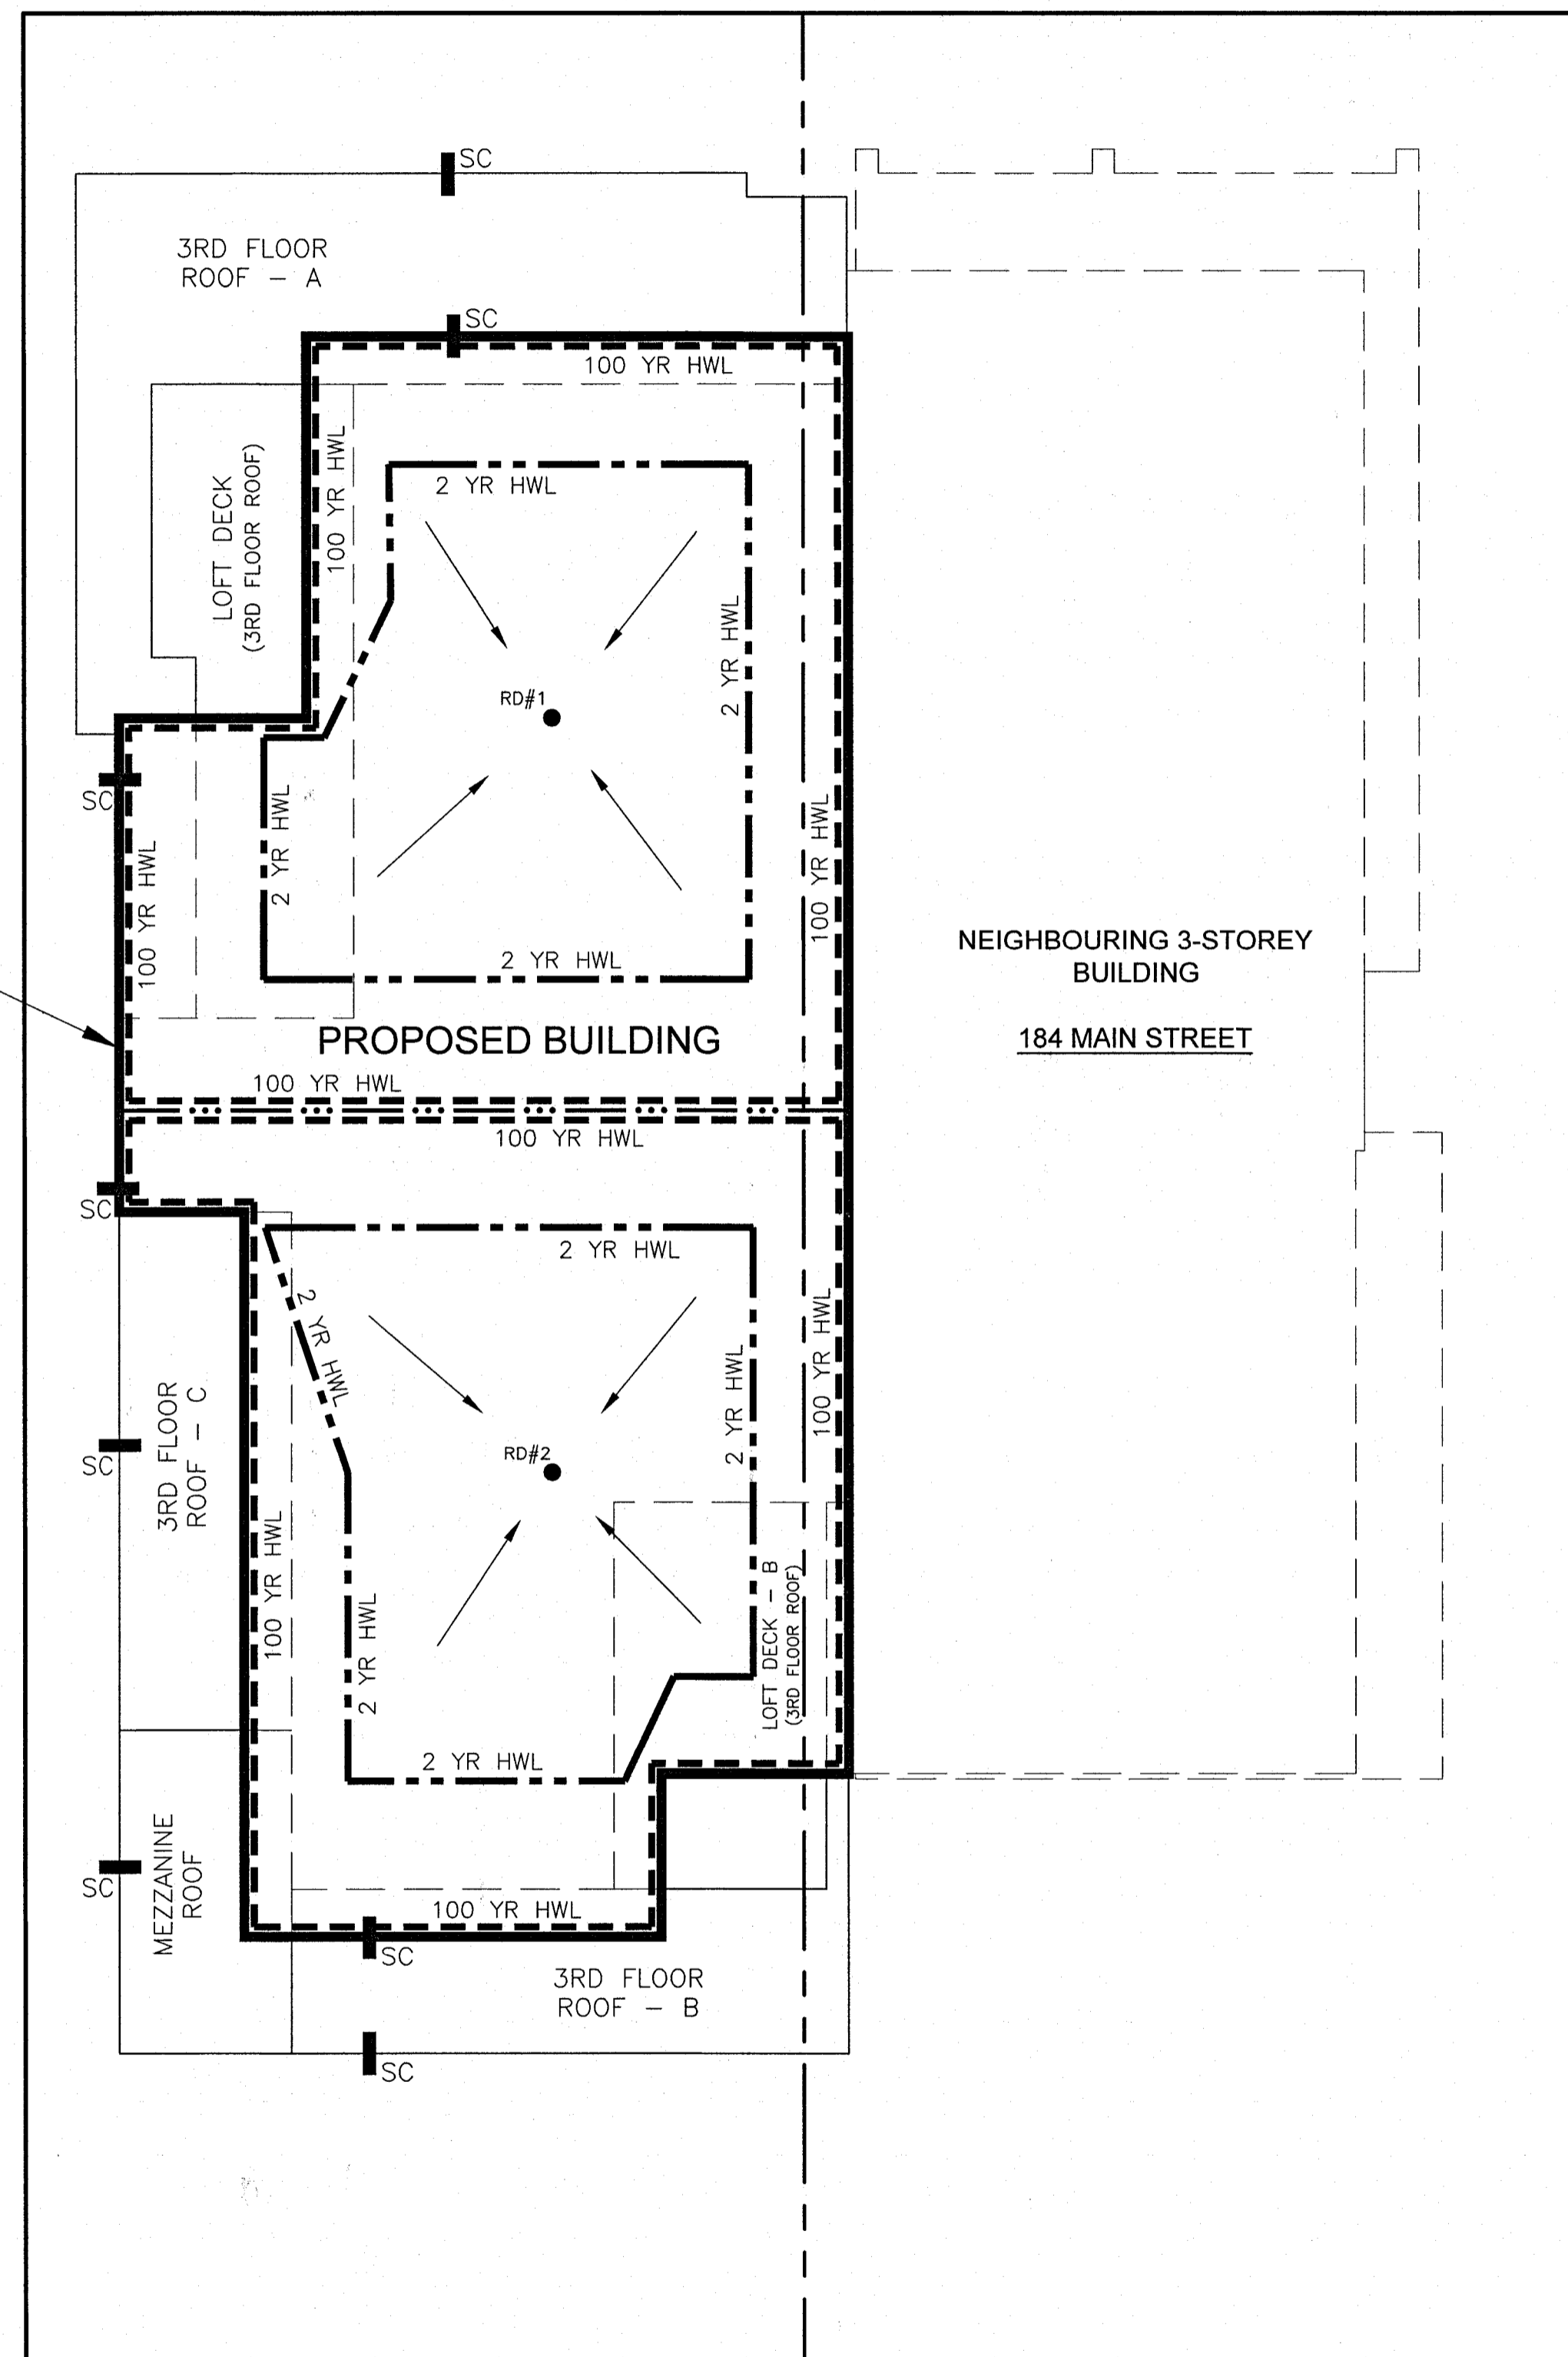 SC
3RD FLOOR
ROOF - A
SC
100 YR HWL
LOFT DECK
(3RD FLOOR ROOF)
100 YR HWL
2 YR HWL
2 YR HWL
RD#1
SC
100 YR HWL
2 YR HWL
100 YR HWL
2 YR HWL
NEIGHBOURING 3-STOREY
BUILDING
184 MAIN STREET
PROPOSED BUILDING
100 YR HWL
100 YR HWL
SC
2 YR HWL
2 YR HWL
100 YR HWL
2 YR HWL
3RD FLOOR
ROOF - C
SC
RD#2
100 YR HWL
2 YR HWL
LOFT DECK - B
(3RD FLOOR ROOF)
2 YR HWL
MEZZANINE
ROOF
SC
100 YR HWL
SC
3RD FLOOR
ROOF - B
SC